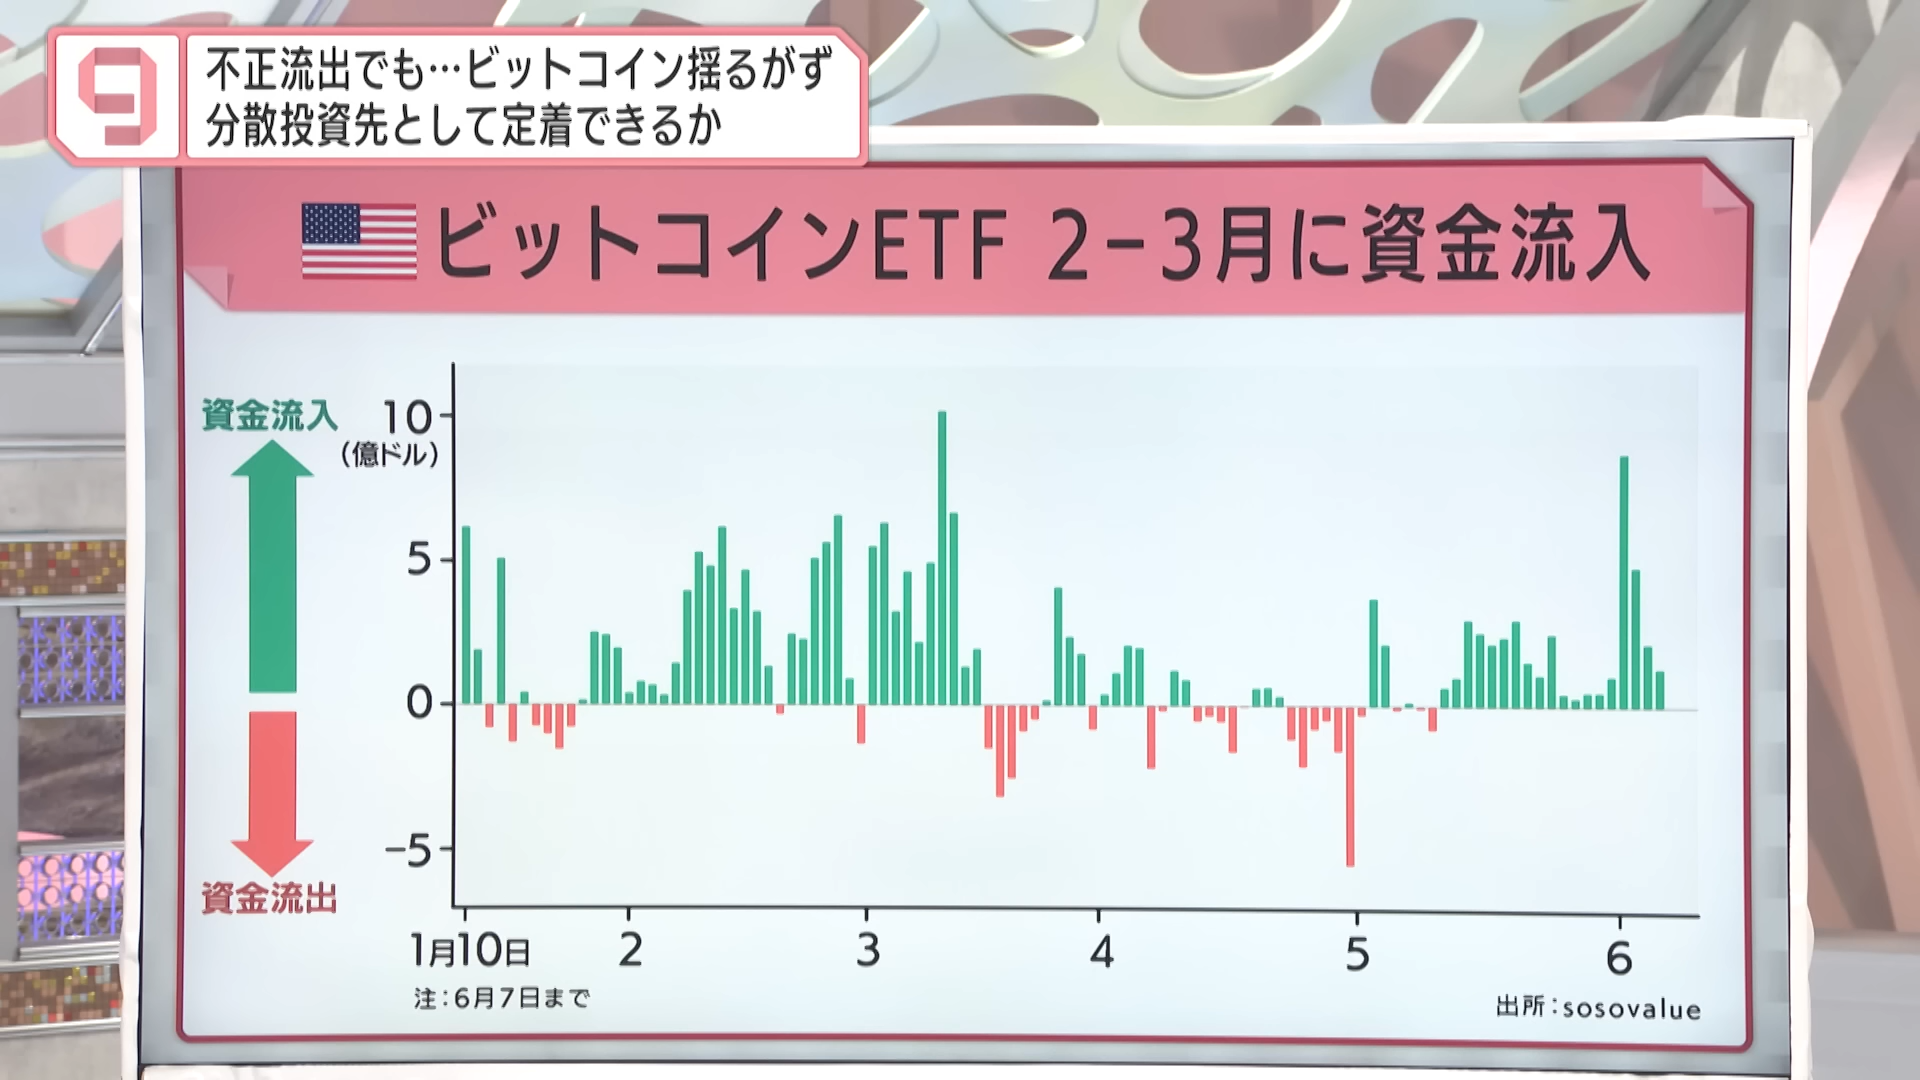 9
不正流出でも…ビットコイン揺るがず
分散投資先として定着できるか
ビットコインETF 2-3月に資金流入
資金流入
10
(億ドル)
5
0
-5
資金流出
1月10日
2
3
4
5
6
注:6月7日まで
出所:sosovalue